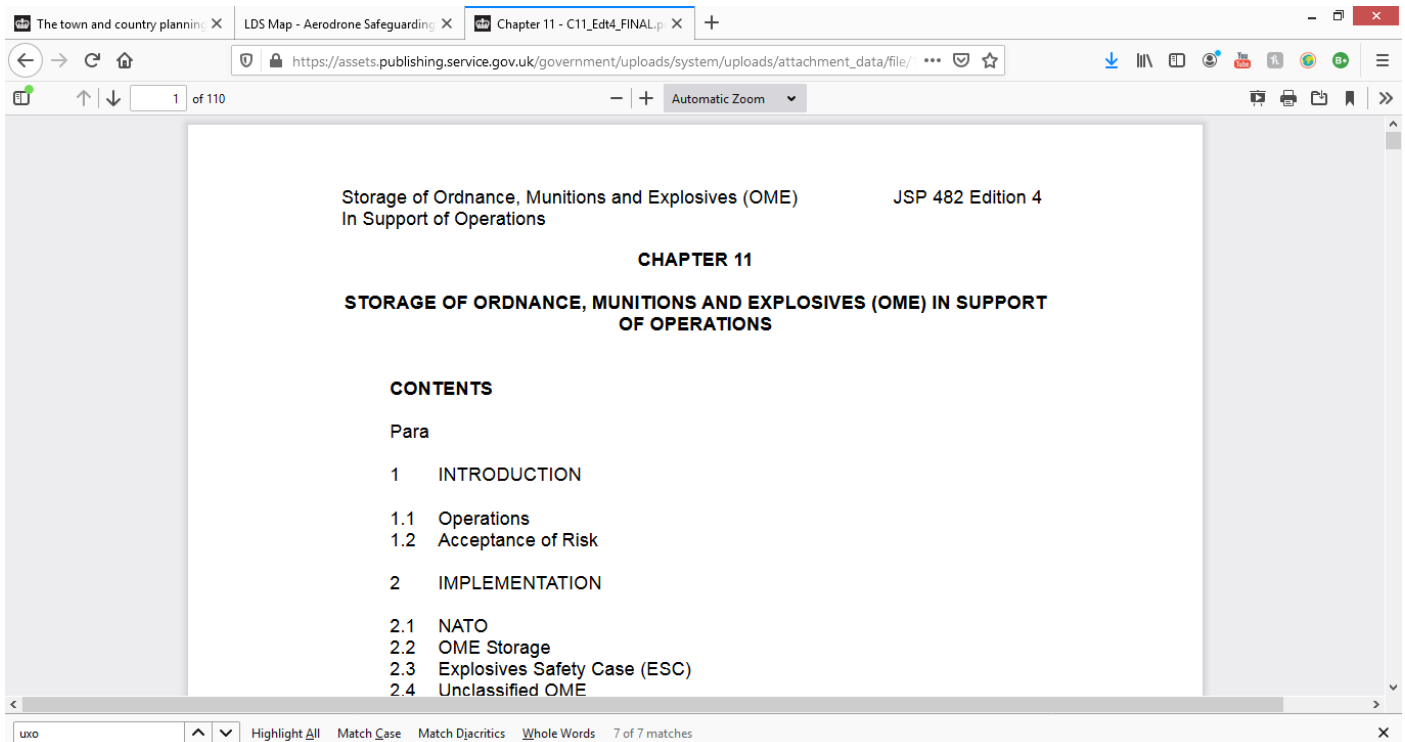 The town and country planning
LDS Map - Aerodrone Safeguarding
Chapter 11 - C11_Edt4_FINAL.p
https://assets.publishing.service.gov.uk/government/uploads/system/uploads/attachment_data/file/
1 of 110
Automatic Zoom
Storage of Ordnance, Munitions and Explosives (OME) JSP 482 Edition 4
In Support of Operations
CHAPTER 11
STORAGE OF ORDNANCE, MUNITIONS AND EXPLOSIVES (OME) IN SUPPORT
OF OPERATIONS
CONTENTS
Para
1 INTRODUCTION
1.1 Operations
1.2 Acceptance of Risk
2 IMPLEMENTATION
2.1 NATO
2.2 OME Storage
2.3 Explosives Safety Case (ESC)
2.4 Unclassified OME
uxo Highlight All Match Case Match Diacritics Whole Words 7 of 7 matches